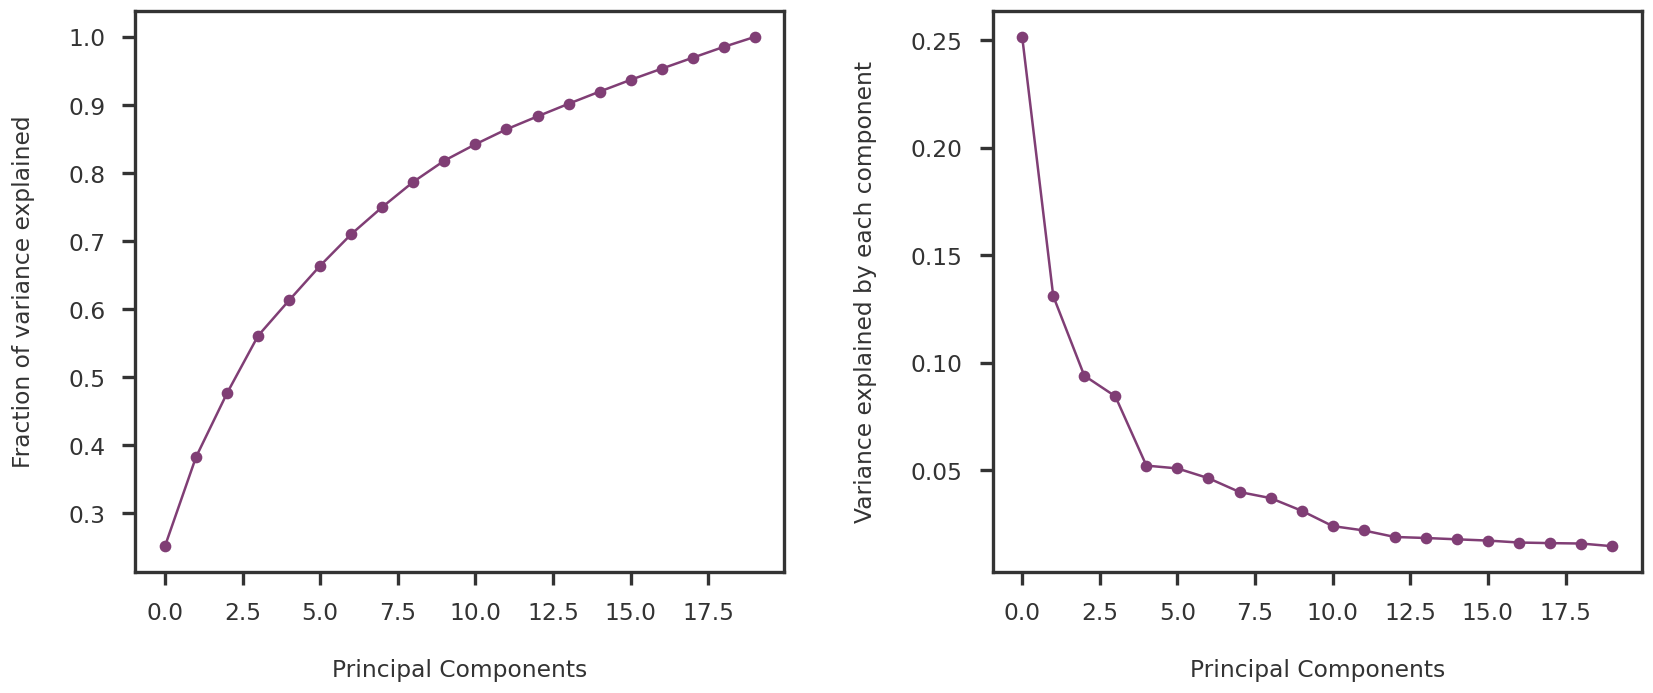 Fraction of variance explained
1.0
0.9
0.8
0.7
0.6
0.5
0.4
0.3
0.0 2.5 5.0 7.5 10.0 12.5 15.0 17.5
Principal Components
Variance explained by each component
0.25
0.20
0.15
0.10
0.05
0.0 2.5 5.0 7.5 10.0 12.5 15.0 17.5
Principal Components